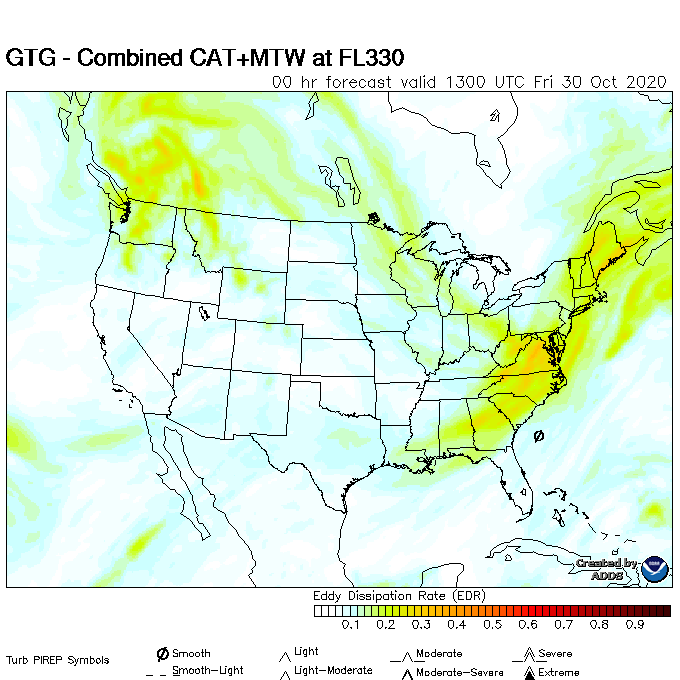 GTG - Combined CAT+MTW at FL330
00 hr forecast valid 1300 UTC Fri 30 Oct 2020
Created by
ADDS
Eddy Dissipation Rate (EDR)
0.1 0.2 0.3 0.4 0.5 0.6 0.7 0.8 0.9
Turb PIREP Symbols
Smooth Light Moderate Severe
Smooth-Light Light-Moderate Moderate-Severe Extreme